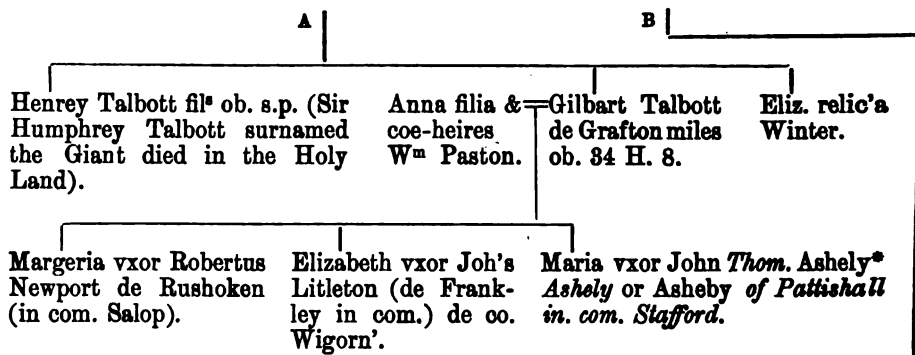 A
B
Henrey Talbott filˢ ob. s.p. (Sir
Humphrey Talbott surnamed
the Giant died in the Holy
Land).
Anna filia &
coe-heires
Wᵐ Paston.
Gilbart Talbott
de Grafton miles
ob. 34 H. 8.
Eliz. relic'a
Winter.
Margeria vxor Robertus
Newport de Rushoken
(in com. Salop).
Elizabeth vxor Joh's
Litleton (de Frank-
ley in com.) de co.
Wigorn'.
Maria vxor John Thom. Ashely*
Ashely or Asheby of Pattishall
in. com. Stafford.